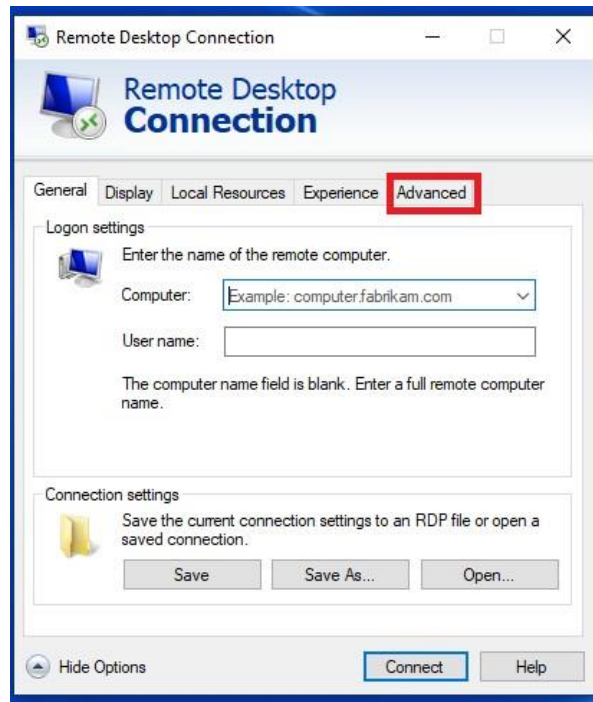 Remote Desktop Connection
Remote Desktop
Connection
General Display Local Resources Experience Advanced
Logon settings
Enter the name of the remote computer.
Computer: Example: computer.fabrikam.com
User name:
The computer name field is blank. Enter a full remote computer
name.
Connection settings
Save the current connection settings to an RDP file or open a
saved connection.
Save Save As... Open...
Hide Options Connect Help